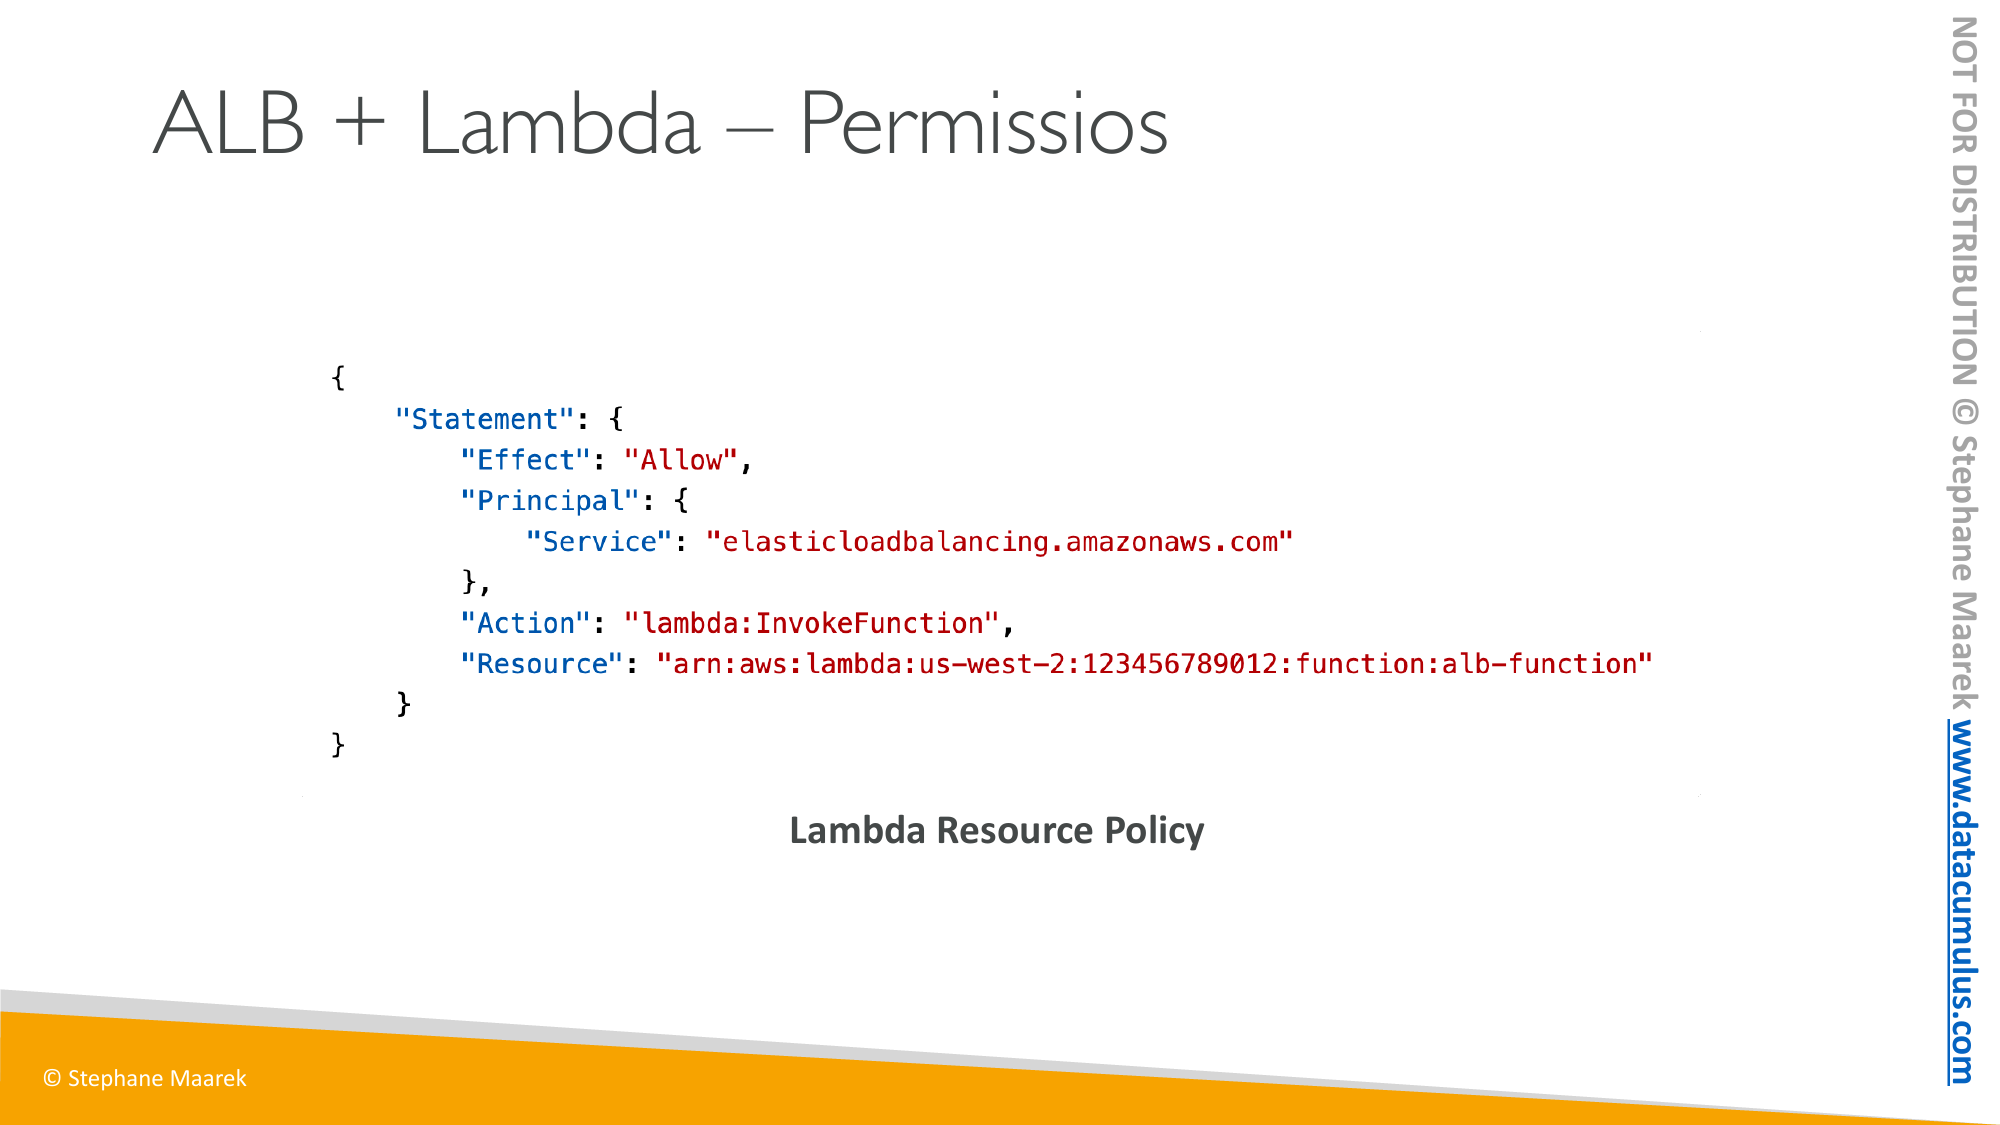 ALB + Lambda – Permissios
{
    "Statement": {
        "Effect": "Allow",
        "Principal": {
            "Service": "elasticloadbalancing.amazonaws.com"
        },
        "Action": "lambda:InvokeFunction",
        "Resource": "arn:aws:lambda:us-west-2:123456789012:function:alb-function"
    }
}
Lambda Resource Policy
© Stephane Maarek
NOT FOR DISTRIBUTION © Stephane Maarek www.datacumulus.com